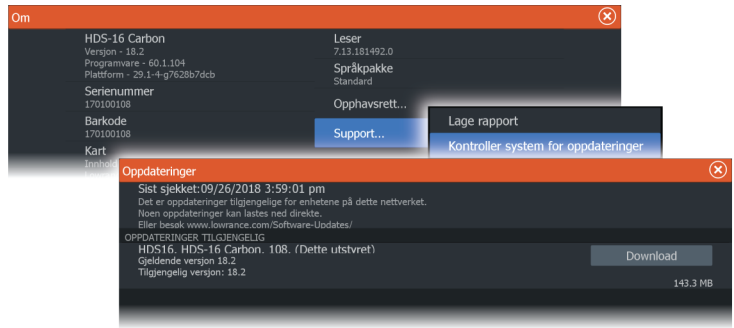 Om
HDS-16 Carbon
Versjon - 18.2
Programvare - 60.1.104
Plattform - 29.1-4-g7628b7dcb
Serienummer
170100108
Barkode
170100108
Kart
Leser
7.13.181492.0
Språkpakke
Standard
Opphavsrett...
Support...
Lage rapport
Kontroller system for oppdateringer
Oppdateringer
Sist sjekket:09/26/2018 3:59:01 pm
Det er oppdateringer tilgjengelige for enhetene på dette nettverket.
Noen oppdateringer kan lastes ned direkte.
Eller besøk www.lowrance.com/Software-Updates/
OPPDATERINGER TILGJENGELIG
HDS16, HDS-16 Carbon, 108, (Dette utstyret)
Gjeldende versjon 18.2
Tilgjengelig versjon: 18.2
Download
143.3 MB